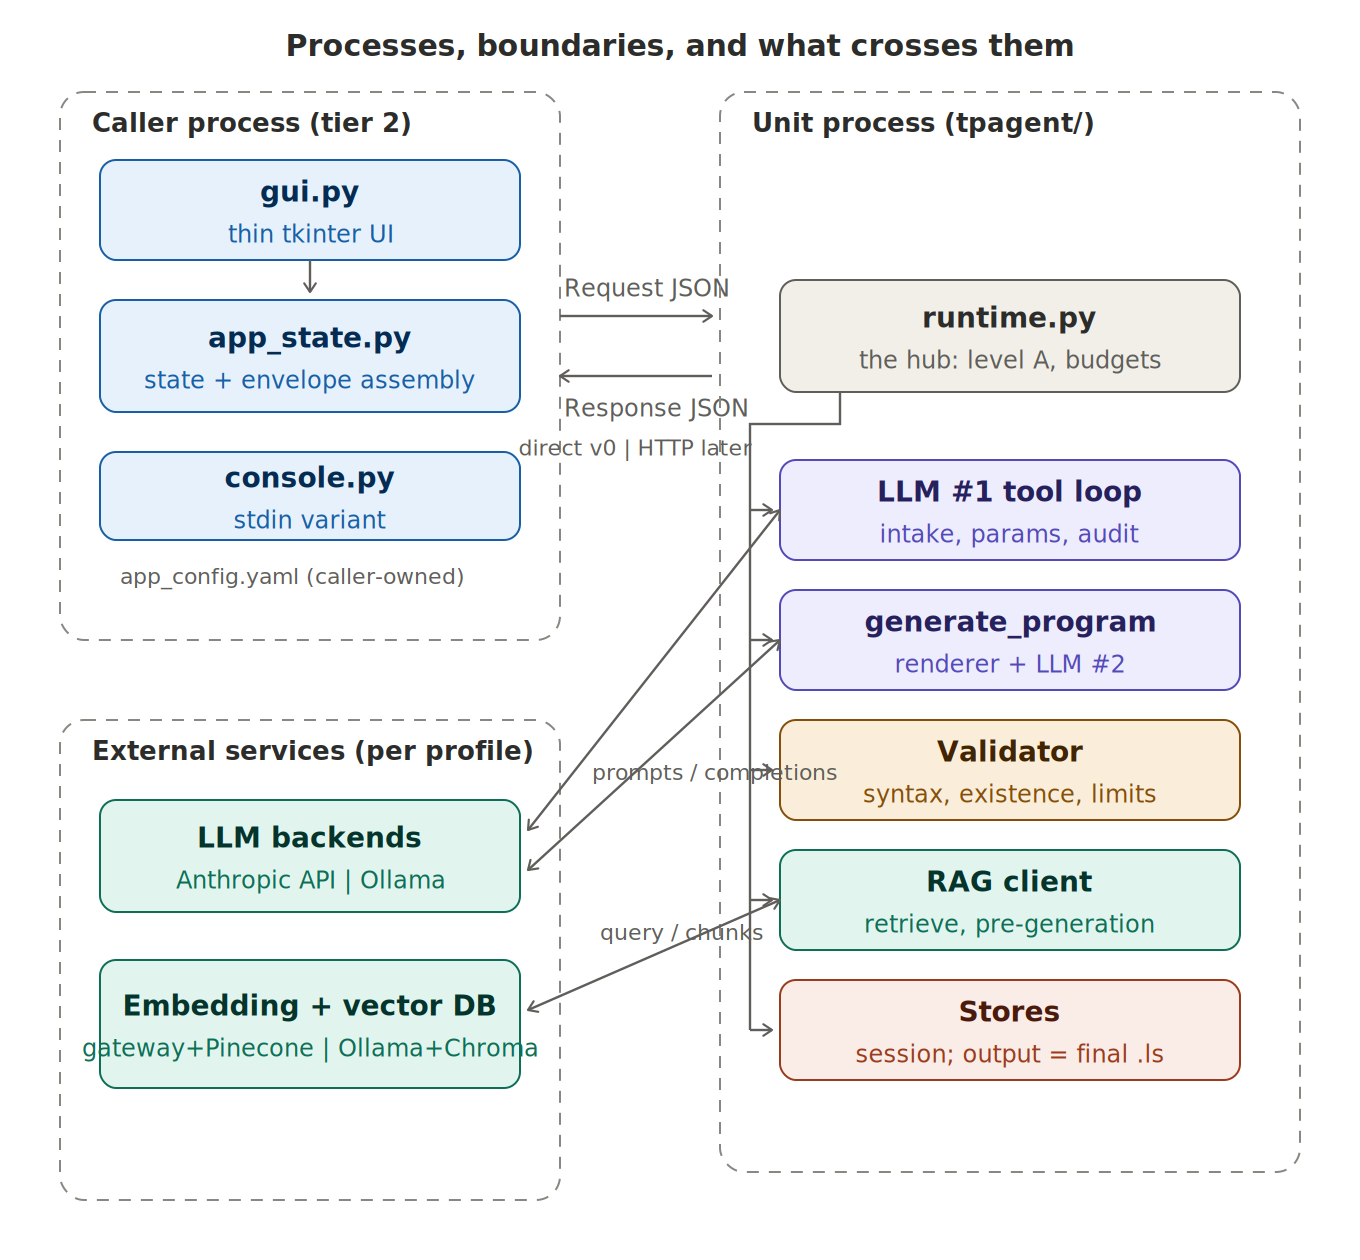 Processes, boundaries, and what crosses them
Caller process (tier 2)
gui.py
thin tkinter UI
app_state.py
state + envelope assembly
console.py
stdin variant
app_config.yaml (caller-owned)
Request JSON
Response JSON
direct v0 | HTTP later
Unit process (tpagent/)
runtime.py
the hub: level A, budgets
LLM #1 tool loop
intake, params, audit
generate_program
renderer + LLM #2
Validator
syntax, existence, limits
RAG client
retrieve, pre-generation
Stores
session; output = final .ls
External services (per profile)
LLM backends
Anthropic API | Ollama
Embedding + vector DB
gateway+Pinecone | Ollama+Chroma
prompts / completions
query / chunks